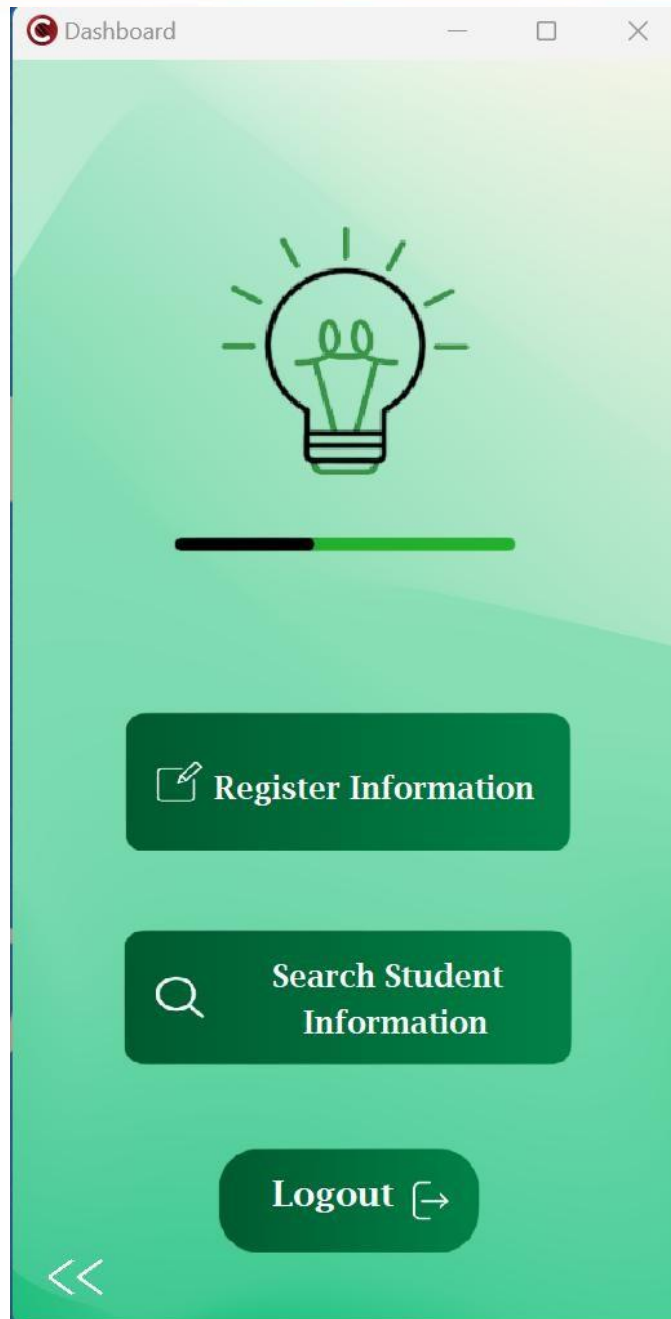 Dashboard
Register Information
Search Student
Information
Logout
<<